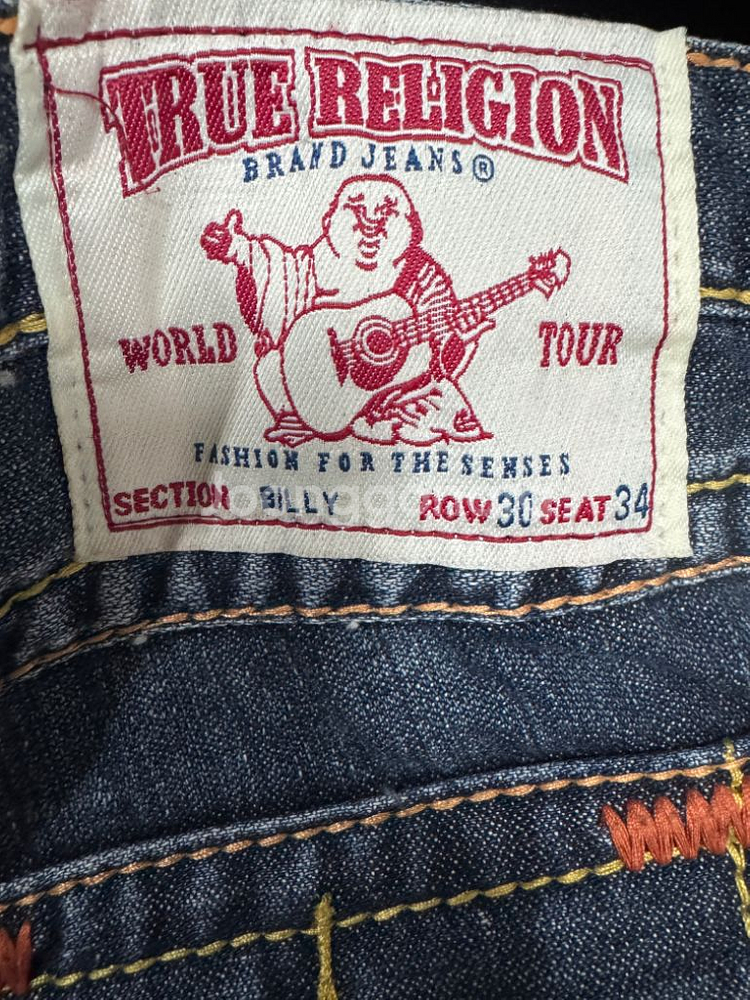 TRUE RELIGION
BRAND JEANS®
WORLD TOUR
FASHION FOR THE SENSES
SECTION BILLY ROW 30 SEAT 34